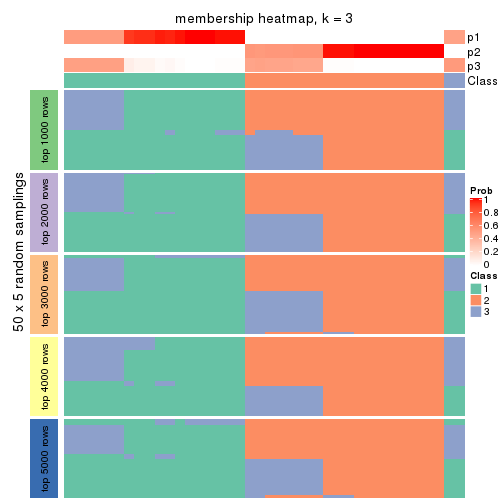 membership heatmap, k = 3
p1
p2
p3
Class
50 x 5 random samplings
top 1000 rows
top 2000 rows
top 3000 rows
top 4000 rows
top 5000 rows
Prob
1
0.8
0.6
0.4
0.2
0
Class
1
2
3